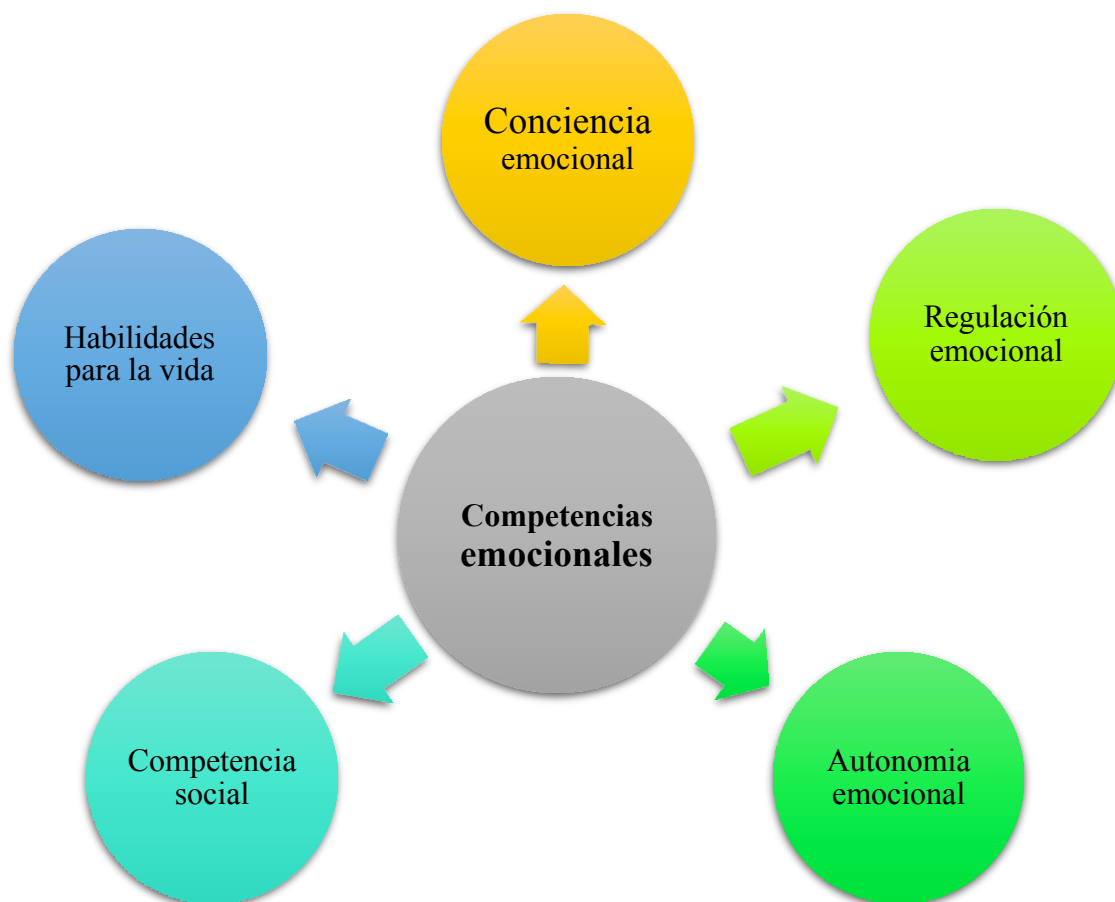 Conciencia
emocional
Regulación
emocional
Habilidades
para la vida
Competencias
emocionales
Competencia
social
Autonomia
emocional